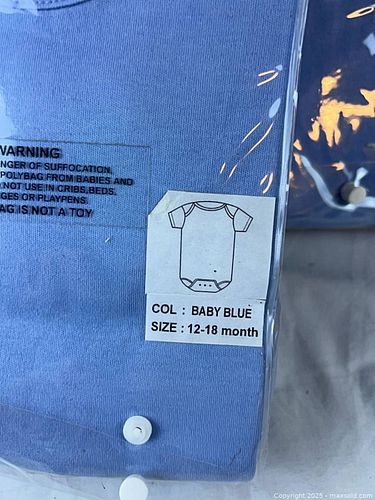 WARNING
NGER OF SUFFOCATION,
POLYBAG FROM BABIES AND
NOT USE IN CRIBS,BEDS,
GES OR PLAYPENS.
AG IS NOT A TOY
COL : BABY BLUE
SIZE : 12-18 month
Copyright 2025 - maxsold.com